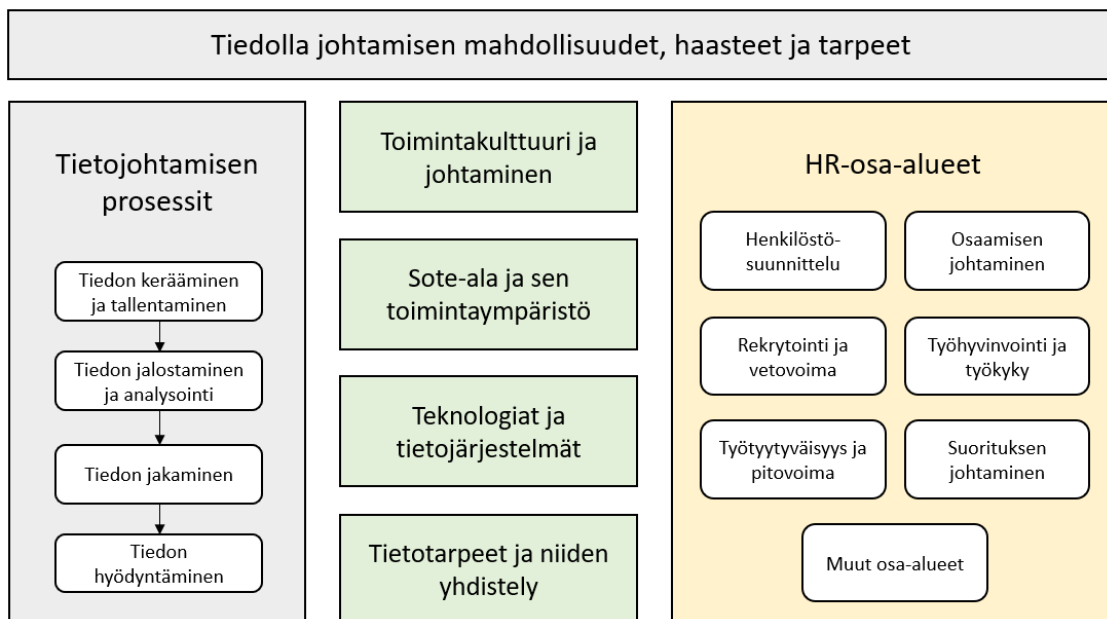 Tiedolla johtamisen mahdollisuudet, haasteet ja tarpeet
Tietojohtamisen
prosessit
Tiedon kerääminen
ja tallentaminen
Tiedon jalostaminen
ja analysointi
Tiedon jakaminen
Tiedon
hyödyntäminen
Toimintakulttuuri ja
johtaminen
Sote-ala ja sen
toimintaympäristö
Teknologiat ja
tietojärjestelmät
Tietotarpeet ja niiden
yhdistely
HR-osa-alueet
Henkilöstö-
suunnittelu
Osaamisen
johtaminen
Rekrytointi ja
vetovoima
Työhyvinvointi ja
työkyky
Työtyytyväisyys ja
pitovoima
Suorituksen
johtaminen
Muut osa-alueet